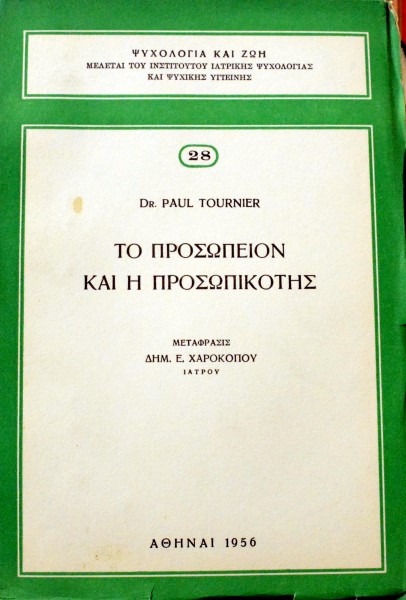 ΨΥΧΟΛΟΓΙΑ ΚΑΙ ΖΩΗ
ΜΕΛΕΤΑΙ ΤΟΥ ΙΝΣΤΙΤΟΥΤΟΥ ΙΑΤΡΙΚΗΣ ΨΥΧΟΛΟΓΙΑΣ
ΚΑΙ ΨΥΧΙΚΗΣ ΥΓΙΕΙΝΗΣ
28
DR. PAUL TOURNIER
ΤΟ ΠΡΟΣΩΠΕΙΟΝ
ΚΑΙ Η ΠΡΟΣΩΠΙΚΟΤΗΣ
ΜΕΤΑΦΡΑΣΙΣ
ΔΗΜ. Ε. ΧΑΡΟΚΟΠΟΥ
ΙΑΤΡΟΥ
ΑΘΗΝΑΙ 1956